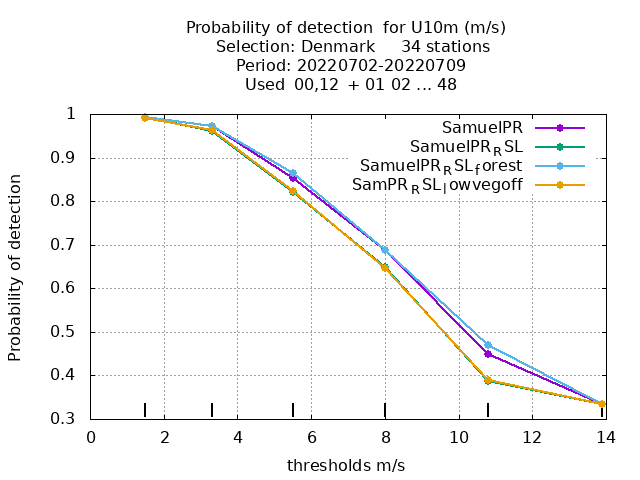 Probability of detection for U10m (m/s)
Selection: Denmark 34 stations
Period: 20220702-20220709
Used 00,12 + 01 02 ... 48
Probability of detection
1
0.9
0.8
0.7
0.6
0.5
0.4
0.3
SamuelPR
SamuelPR_RSL
SamuelPR_RSL_forest
SamPR_RSL_lowvegoff
0 2 4 6 8 10 12 14
thresholds m/s